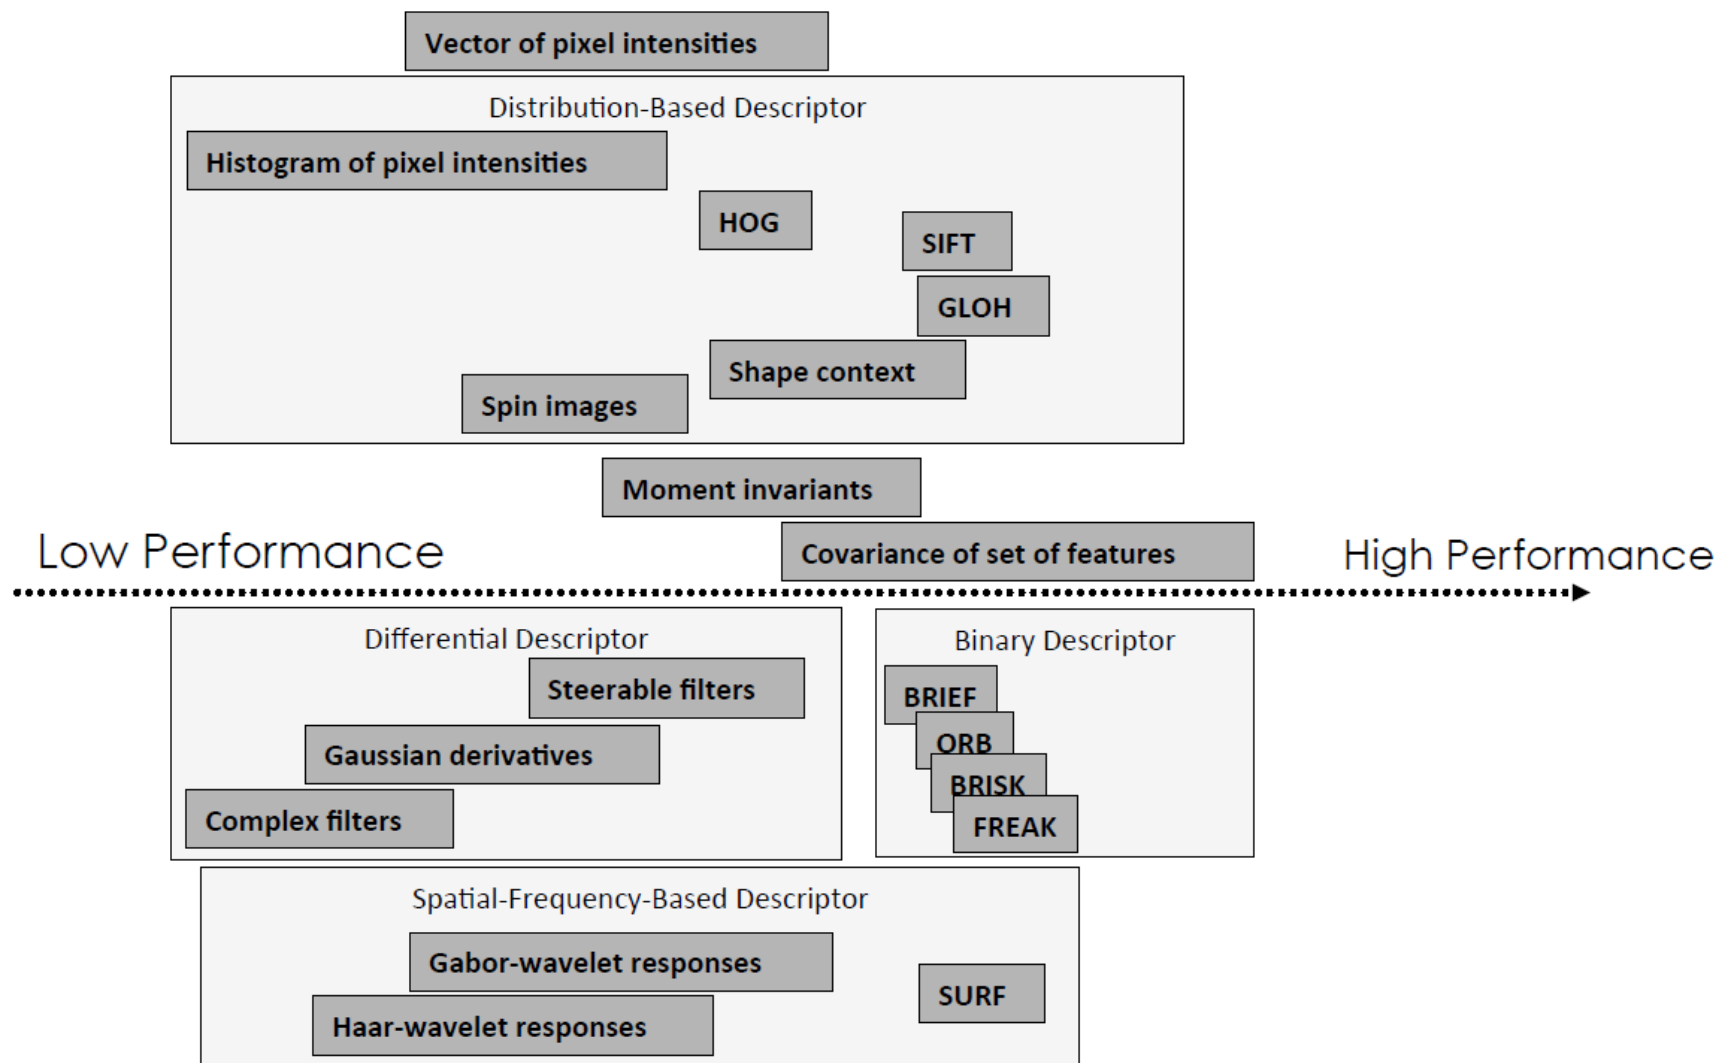 Vector of pixel intensities
Distribution-Based Descriptor
Histogram of pixel intensities
HOG
SIFT
GLOH
Shape context
Spin images
Moment invariants
Covariance of set of features
Low Performance
High Performance
Differential Descriptor
Steerable filters
Gaussian derivatives
Complex filters
Binary Descriptor
BRIEF
ORB
BRISK
FREAK
Spatial-Frequency-Based Descriptor
Gabor-wavelet responses
SURF
Haar-wavelet responses